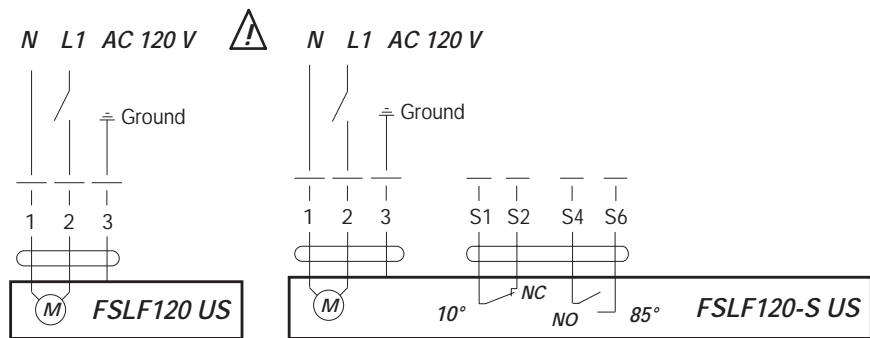 N L1 AC 120 V
Ground
1 2 3
M FSLF120 US
N L1 AC 120 V
Ground
1 2 3 S1 S2 S4 S6
M 10° NC NO 85° FSLF120-S US